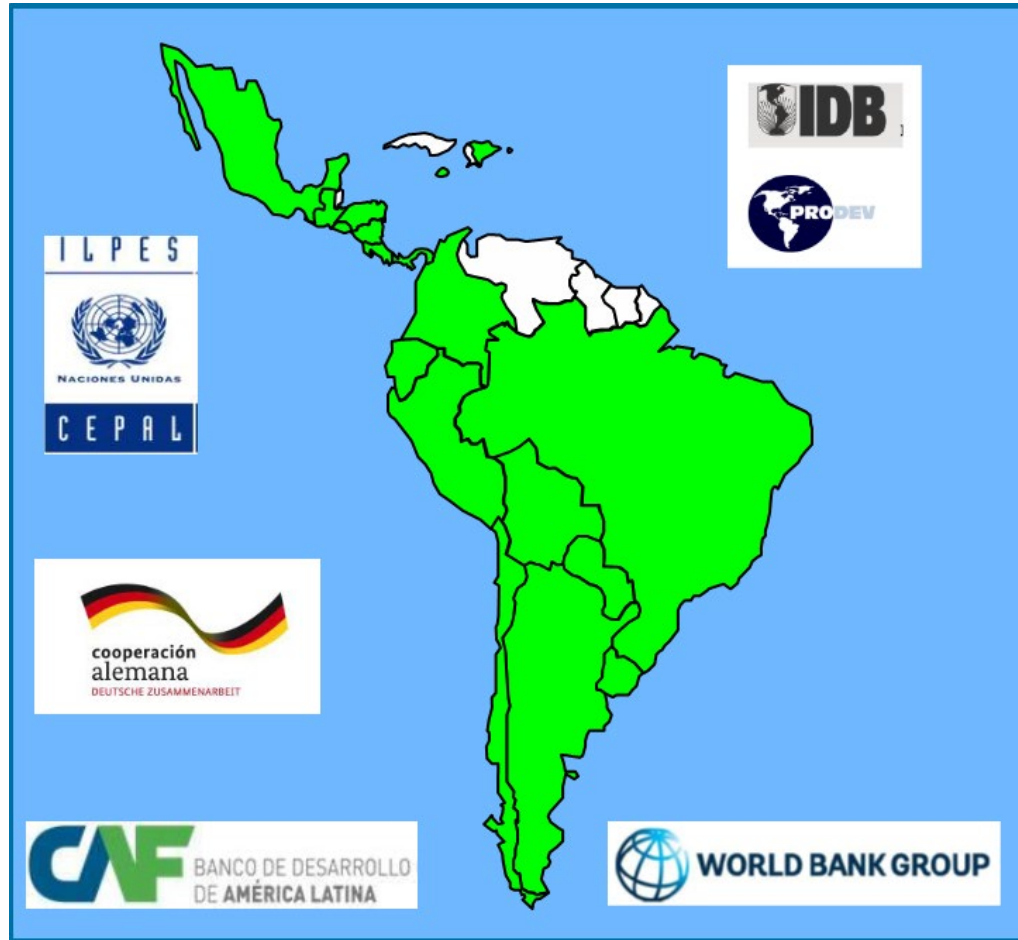 IDB
PRODEV
ILPES
NACIONES UNIDAS
CEPAL
cooperación
alemana
DEUTSCHE ZUSAMMENARBEIT
CAF
BANCO DE DESARROLLO
DE AMÉRICA LATINA
WORLD BANK GROUP